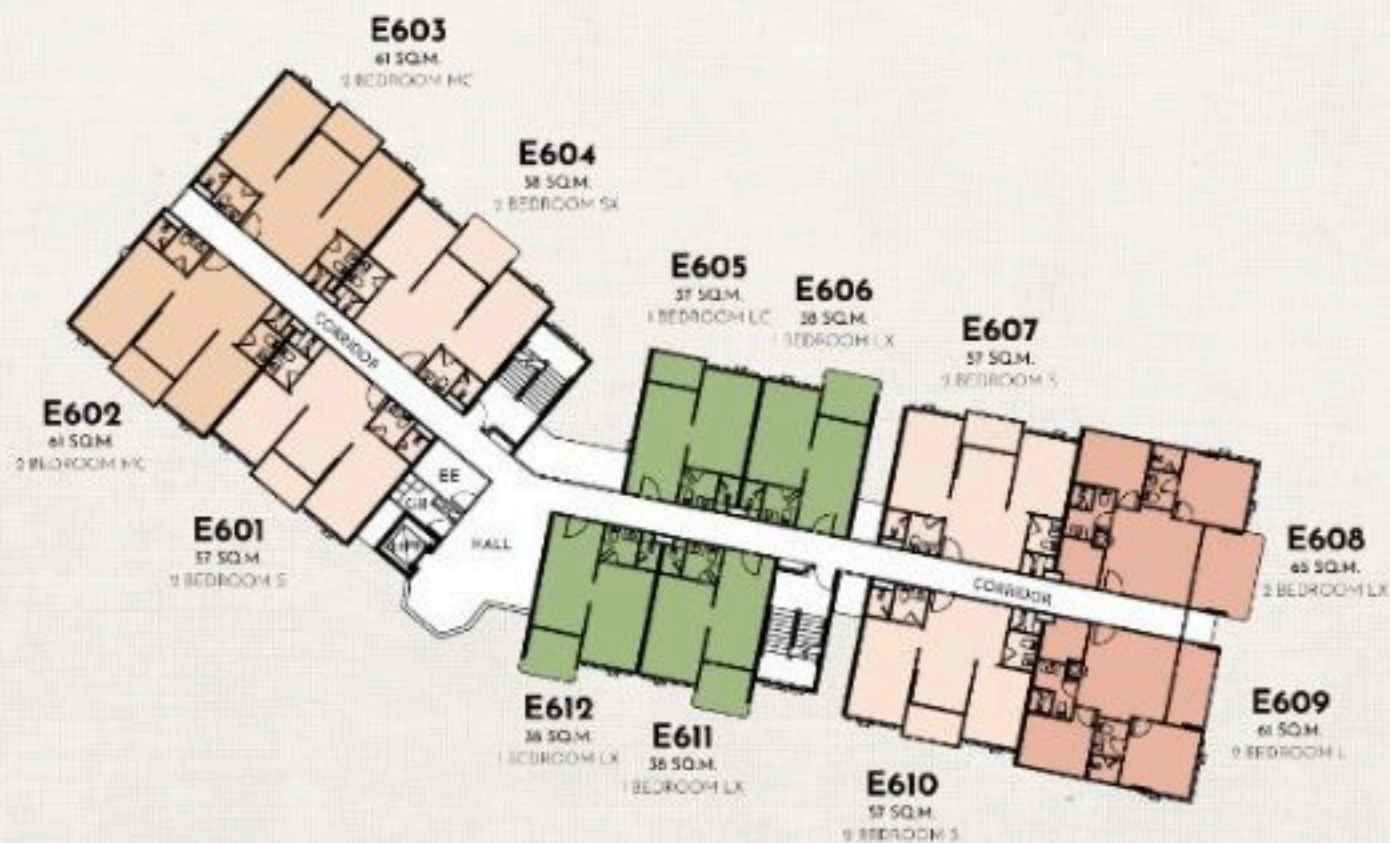 E603
61 SQ.M.
2 BEDROOM MC
E604
58 SQ.M.
2 BEDROOM SX
E605
37 SQ.M.
1 BEDROOM LC
E606
38 SQ.M.
1 BEDROOM LX
E607
57 SQ.M.
2 BEDROOM S
E608
65 SQ.M.
2 BEDROOM LX
E609
61 SQ.M.
2 BEDROOM L
E610
57 SQ.M.
2 BEDROOM S
E611
38 SQ.M.
1 BEDROOM LX
E612
38 SQ.M.
1 BEDROOM LX
E601
57 SQ.M.
2 BEDROOM S
E602
61 SQ.M.
2 BEDROOM MC
CORRIDOR
EE
HALL
CORRIDOR